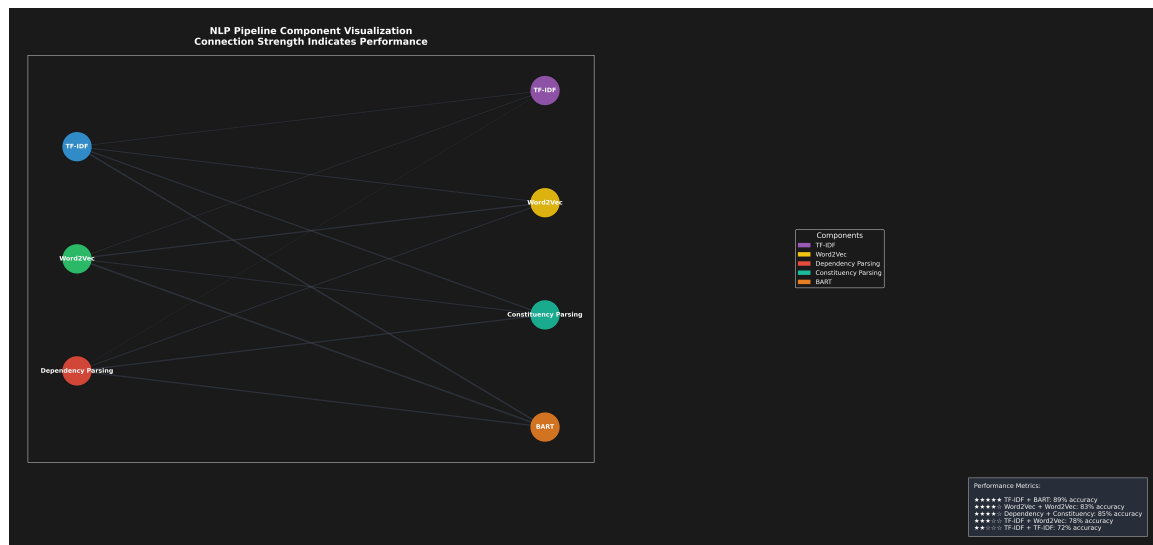 NLP Pipeline Component Visualization
Connection Strength Indicates Performance
TF-IDF
TF-IDF
Word2Vec
Word2Vec
Constituency Parsing
Dependency Parsing
BART
Components
TF-IDF
Word2Vec
Dependency Parsing
Constituency Parsing
BART
Performance Metrics:
★★★★★ TF-IDF + BART: 89% accuracy
★★★★☆ Word2Vec + Word2Vec: 83% accuracy
★★★★☆ Dependency + Constituency: 85% accuracy
★★★☆☆ TF-IDF + Word2Vec: 78% accuracy
★★☆☆☆ TF-IDF + TF-IDF: 72% accuracy